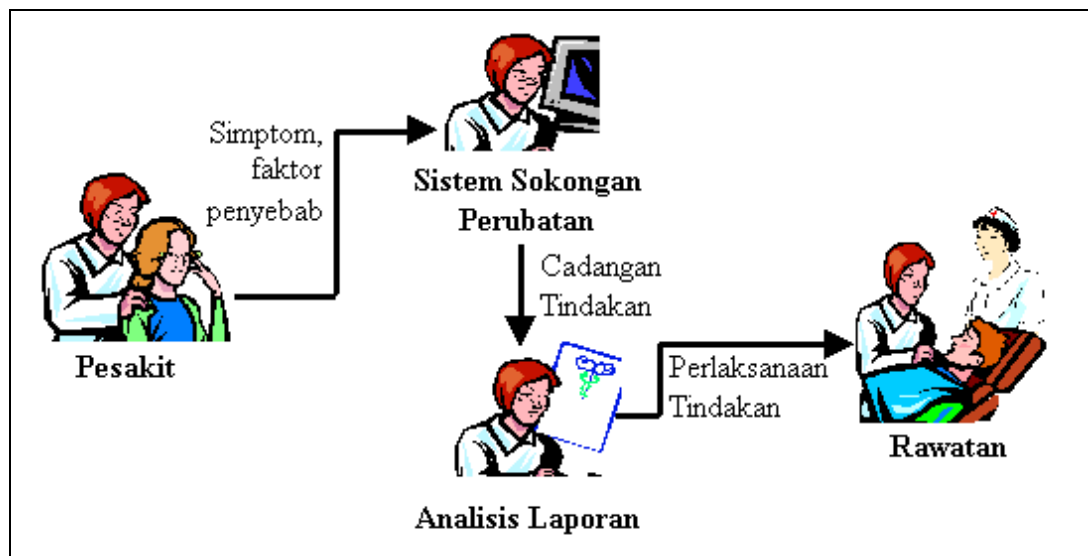 Simptom,
faktor
penyebab
Pesakit
Sistem Sokongan
Perubatan
Cadangan
Tindakan
Analisis Laporan
Perlaksanaan
Tindakan
Rawatan